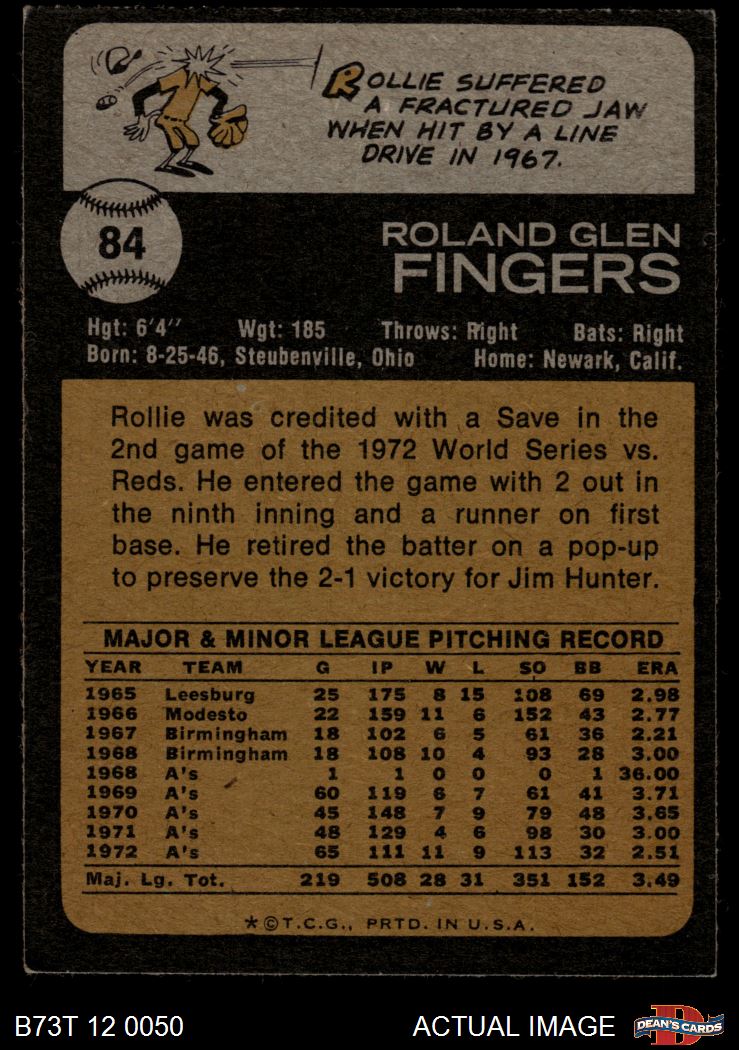 ROLLIE SUFFERED
A FRACTURED JAW
WHEN HIT BY A LINE
DRIVE IN 1967.
84
ROLAND GLEN
FINGERS
Hgt: 6'4" Wgt: 185 Throws: Right Bats: Right
Born: 8-25-46, Steubenville, Ohio Home: Newark, Calif.
Rollie was credited with a Save in the
2nd game of the 1972 World Series vs.
Reds. He entered the game with 2 out in
the ninth inning and a runner on first
base. He retired the batter on a pop-up
to preserve the 2-1 victory for Jim Hunter.
MAJOR & MINOR LEAGUE PITCHING RECORD
YEAR TEAM G IP W L SO BB ERA
1965 Leesburg 25 175 8 15 108 69 2.98
1966 Modesto 22 159 11 6 152 43 2.77
1967 Birmingham 18 102 6 5 61 36 2.21
1968 Birmingham 18 108 10 4 93 28 3.00
1968 A's 1 1 0 0 0 1 36.00
1969 A's 60 119 6 7 61 41 3.71
1970 A's 45 148 7 9 79 48 3.65
1971 A's 48 129 4 6 98 30 3.00
1972 A's 65 111 11 9 113 32 2.51
Maj. Lg. Tot. 219 508 28 31 351 152 3.49
*©T.C.G., PRTD. IN U.S.A.
B73T 12 0050 ACTUAL IMAGE D DEAN'S CARDS